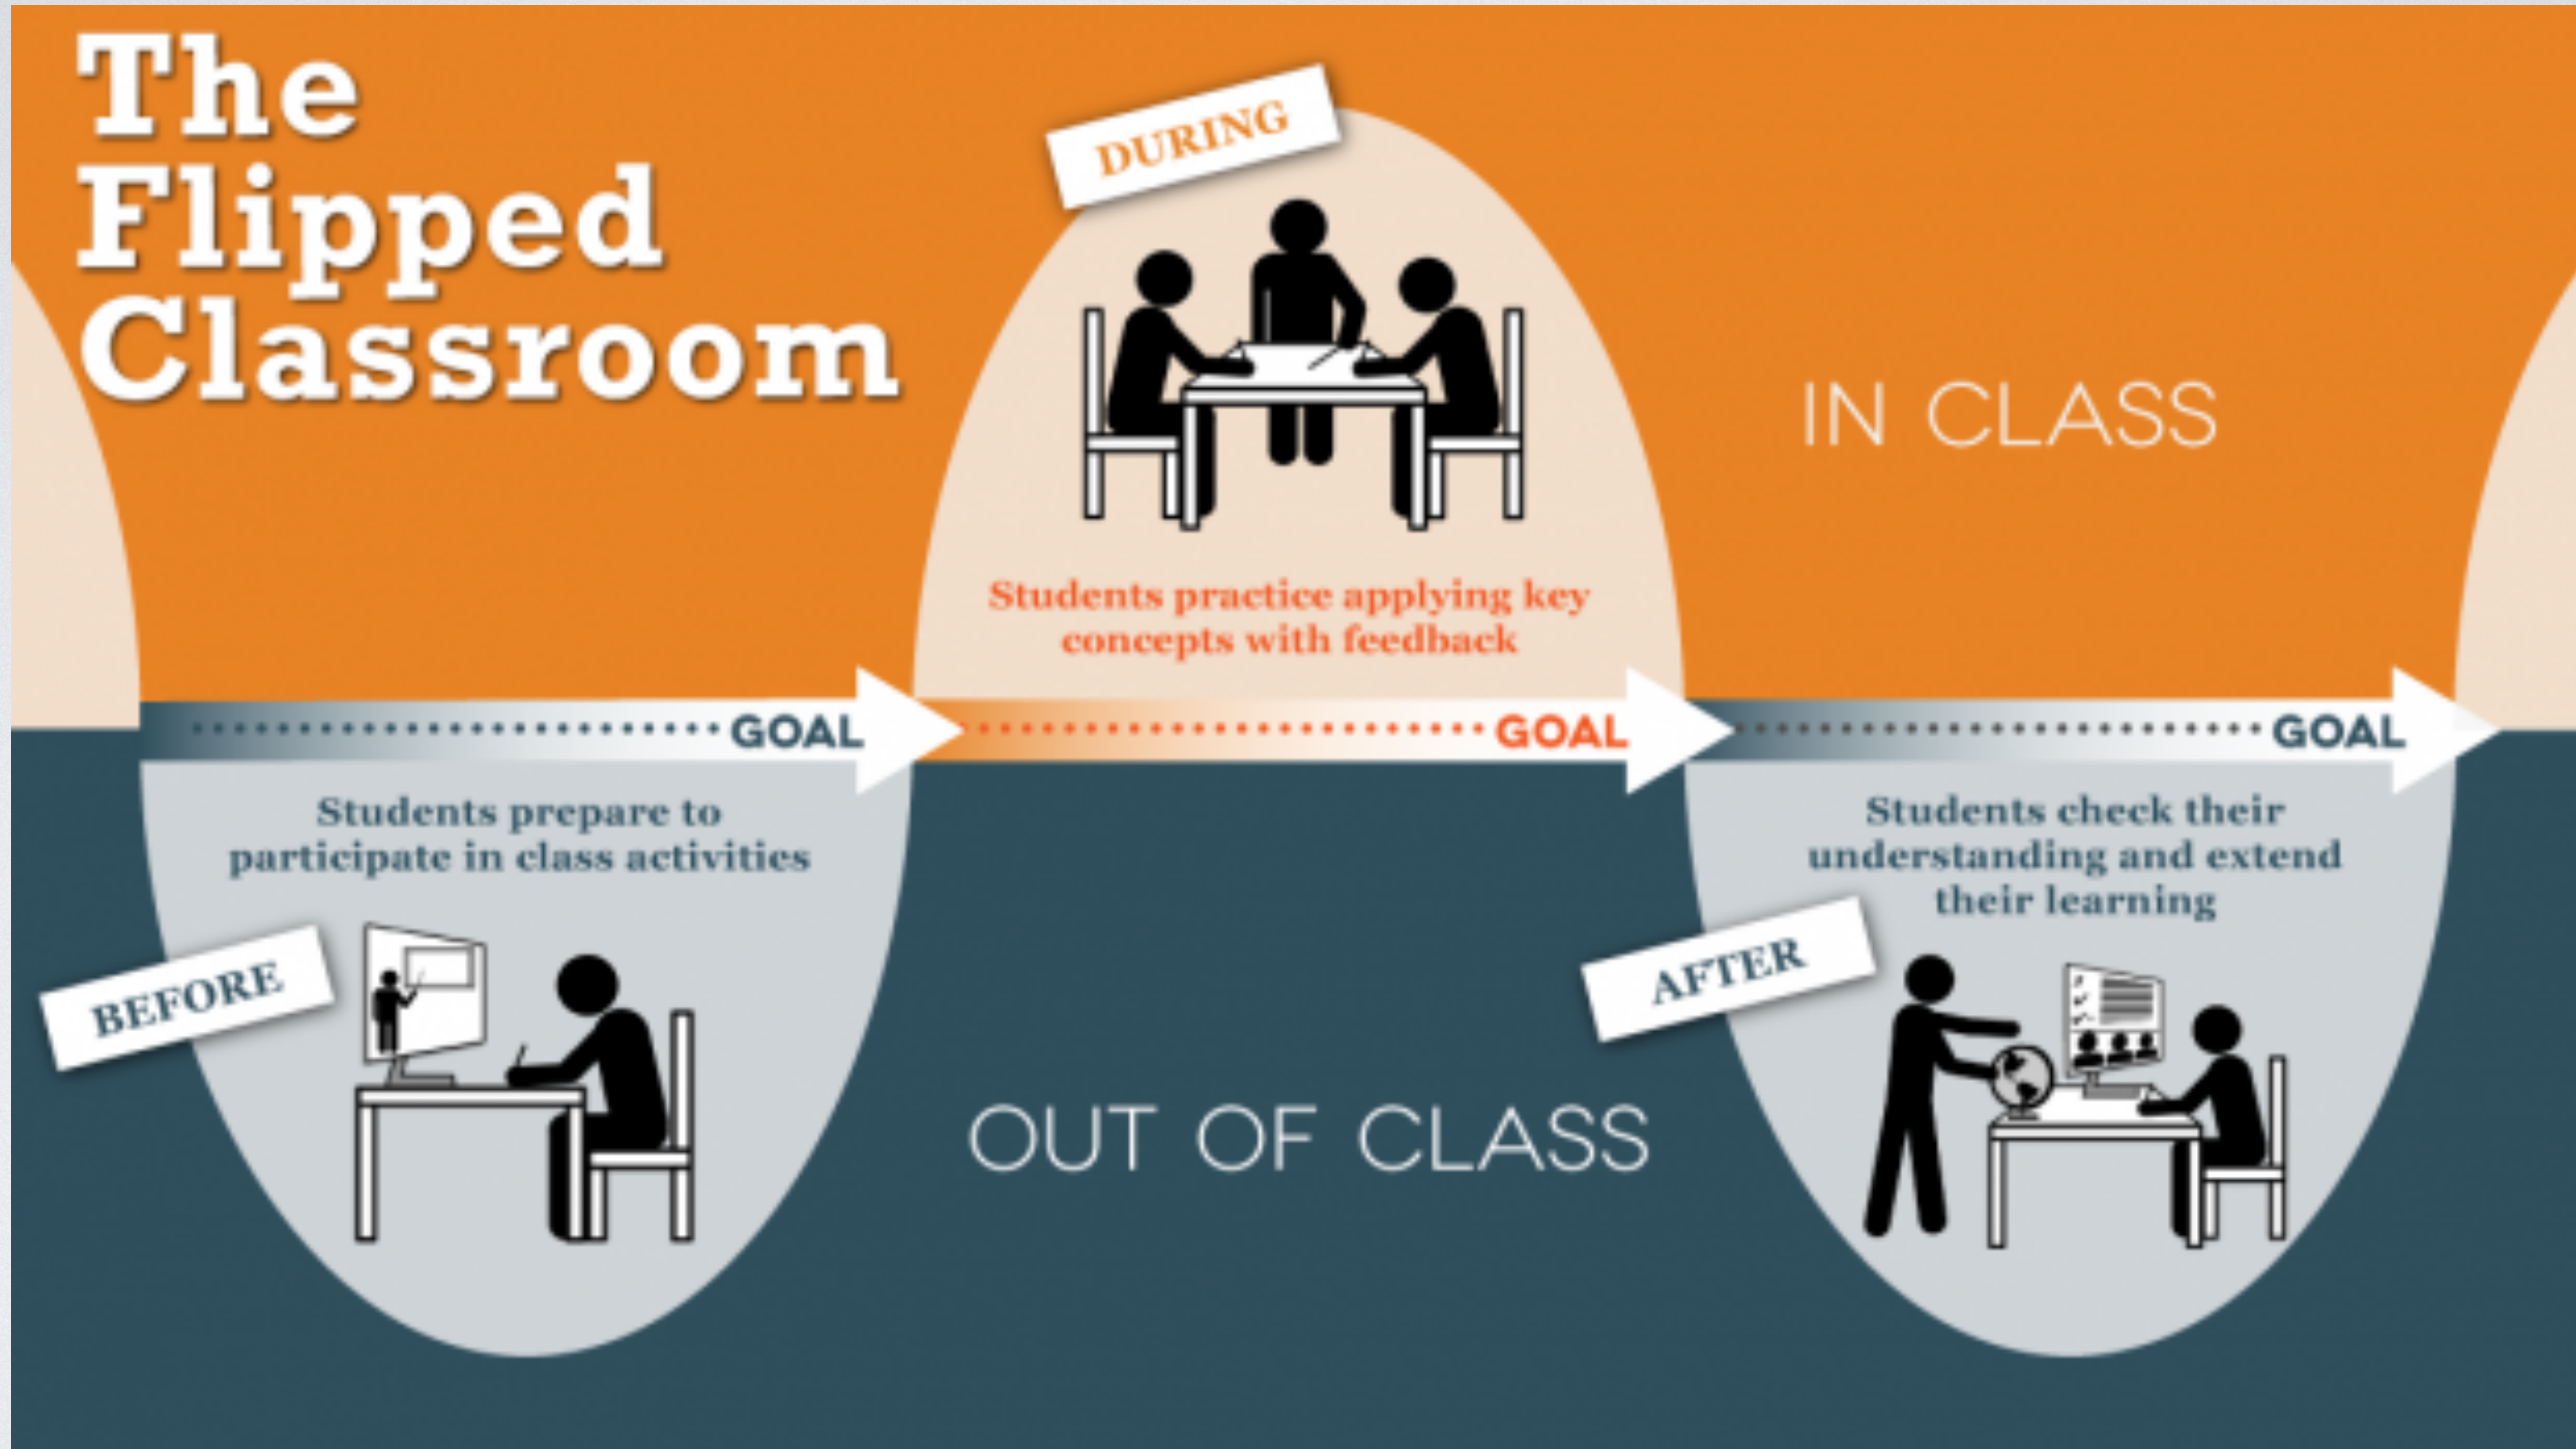 The
Flipped
Classroom
DURING
IN CLASS
Students practice applying key
concepts with feedback
GOAL
GOAL
GOAL
Students prepare to
participate in class activities
BEFORE
OUT OF CLASS
Students check their
understanding and extend
their learning
AFTER